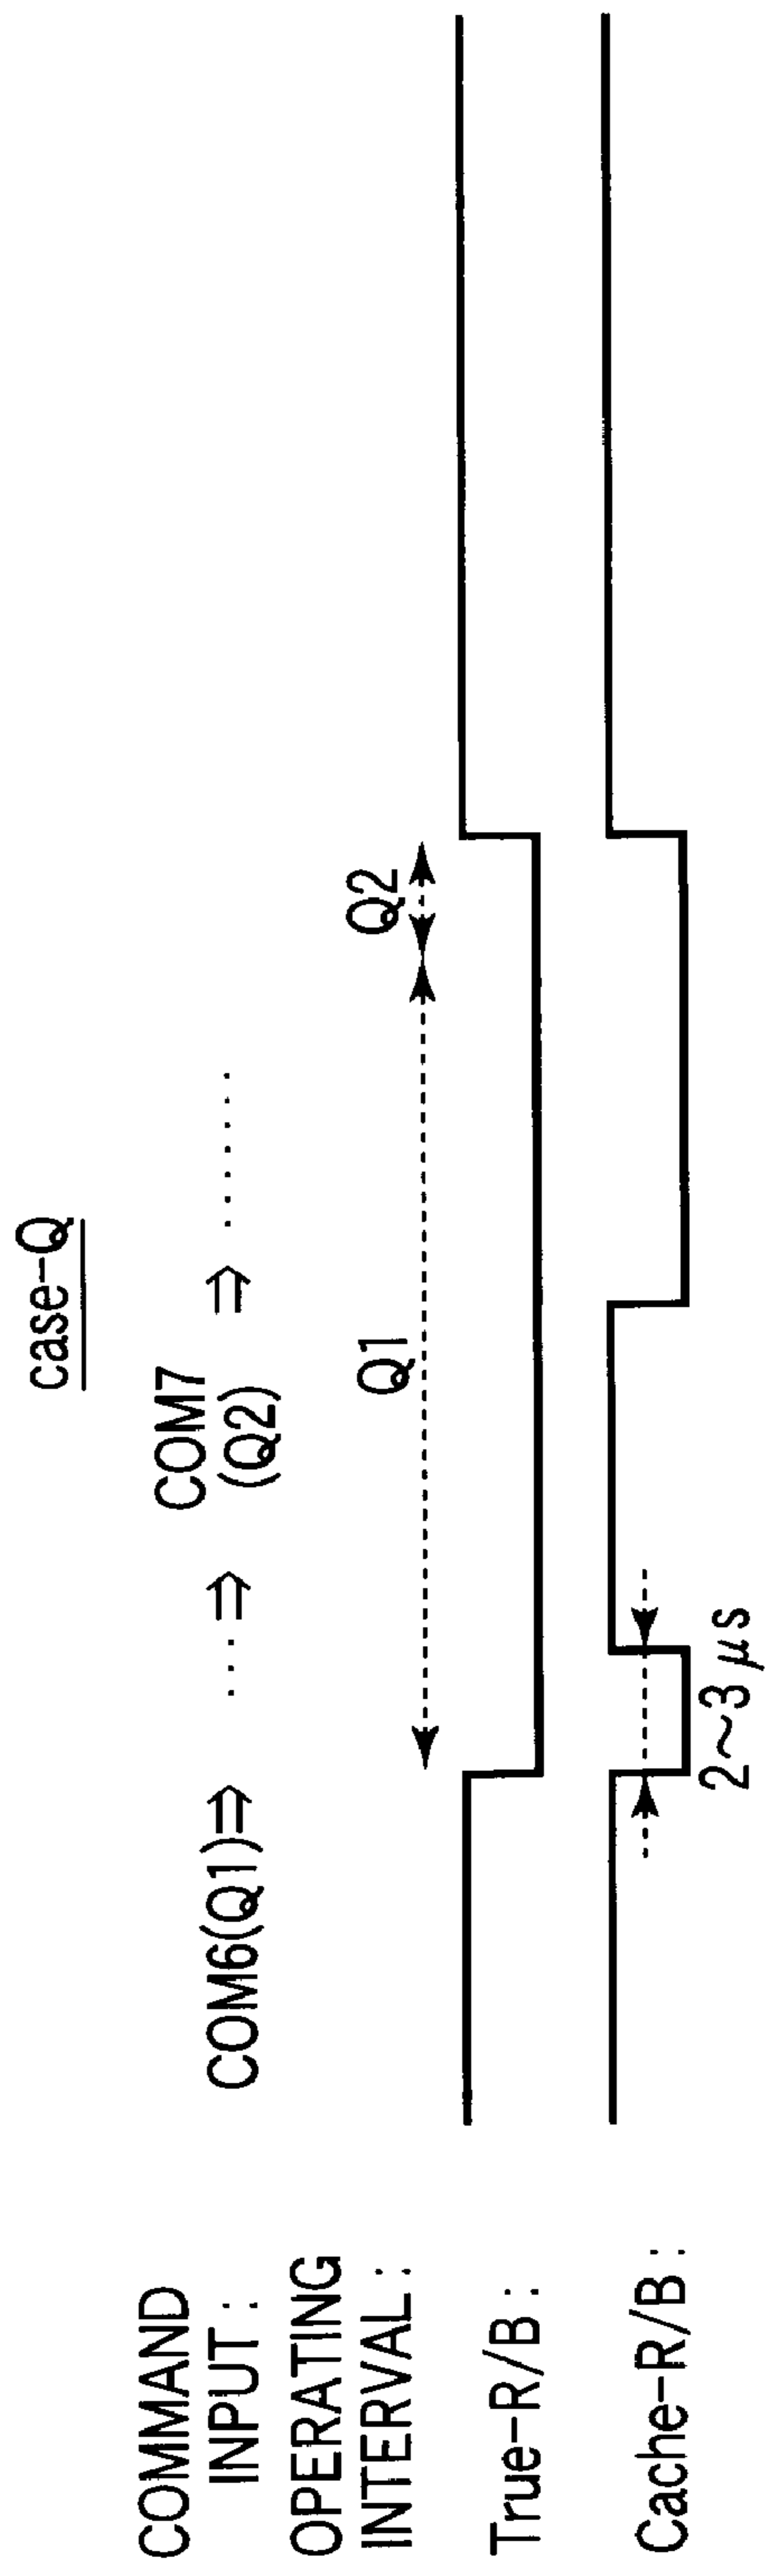 case-Q
COMMAND INPUT : COM6(Q1)⇒ ··· ⇒ COM7 (Q2) ⇒ ·······
OPERATING INTERVAL : Q1 Q2
True-R/B :
Cache-R/B :
2~3 μs